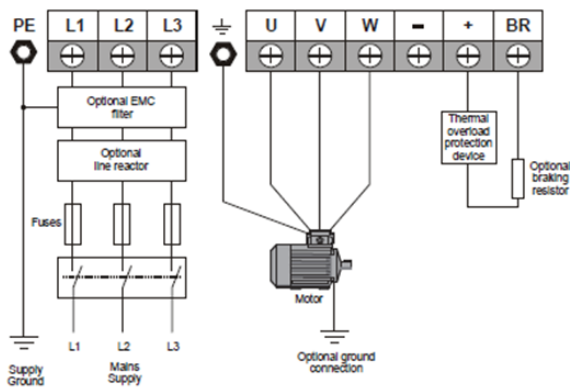 PE L1 L2 L3 U V W - + BR
Optional EMC
filter
Optional
line reactor
Fuses
L1 L2 L3
Supply
Ground
Mains
Supply
Thermal
overload
protection
device
Optional
braking
resistor
Motor
Optional ground
connection